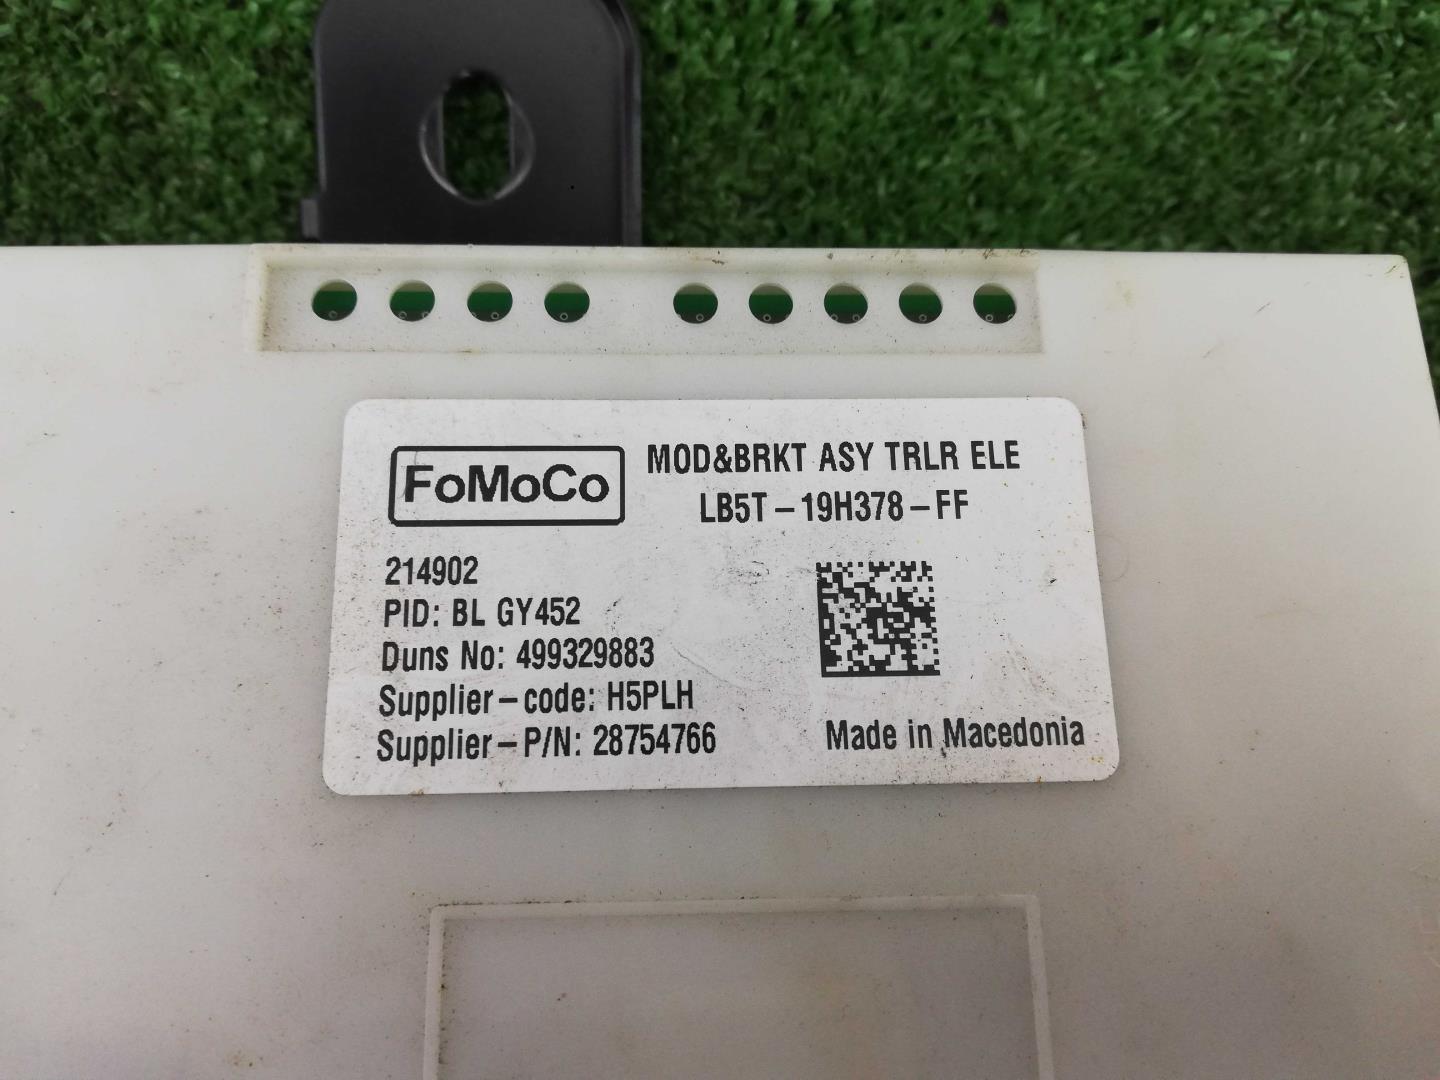 FoMoCo
MOD&BRKT ASY TRLR ELE
LB5T-19H378-FF
214902
PID: BL GY452
Duns No: 499329883
Supplier-code: H5PLH
Supplier-P/N: 28754766
Made in Macedonia